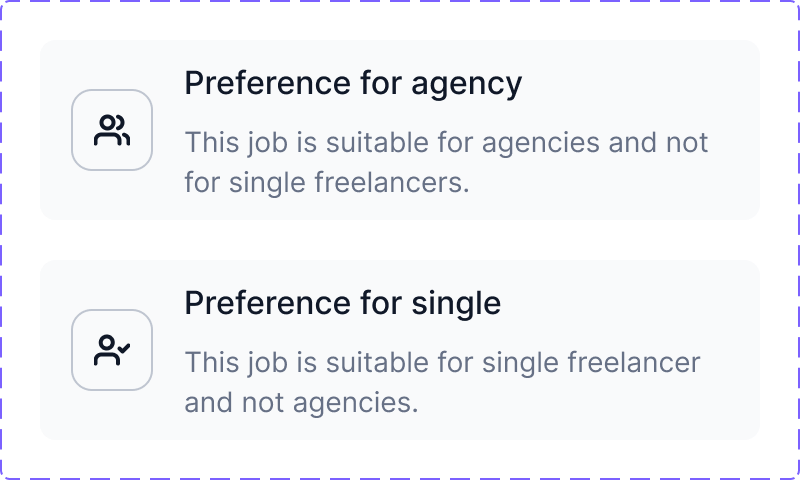 Preference for agency
This job is suitable for agencies and not
for single freelancers.
Preference for single
This job is suitable for single freelancer
and not agencies.